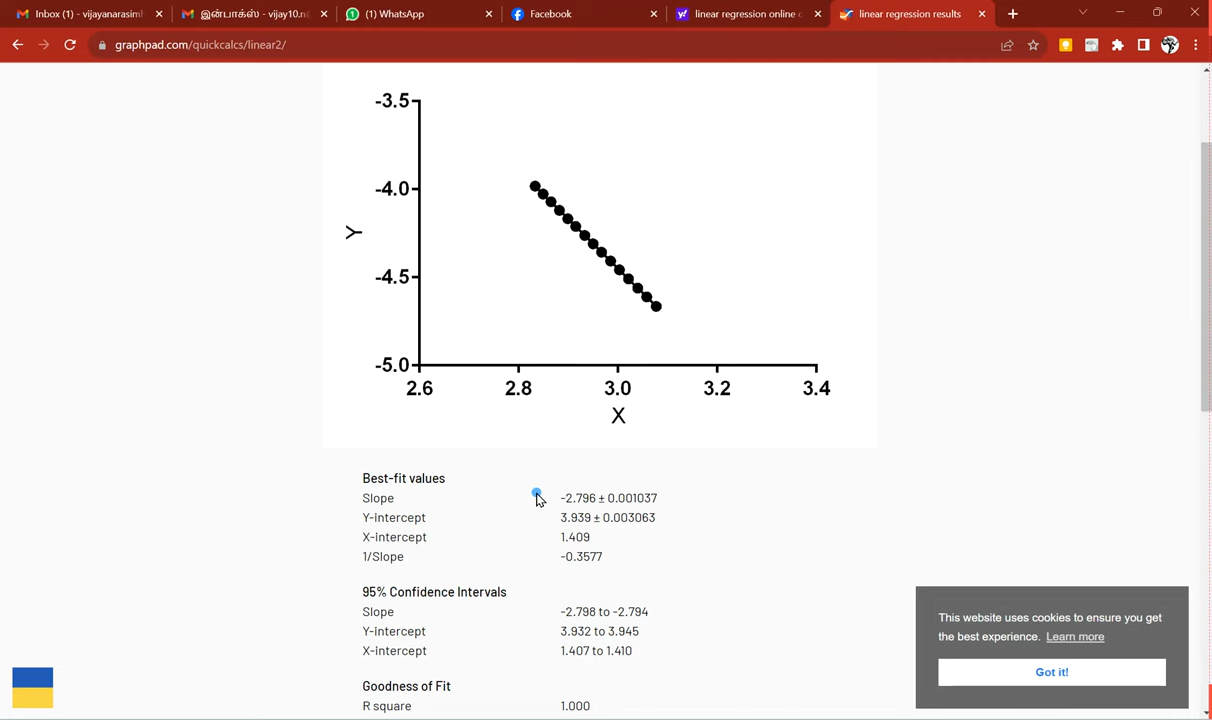 Inbox (1) - vijayanarasimh
இன்பாக்ஸ் - vijay10.n@
(1) WhatsApp
Facebook
linear regression online c
linear regression results
graphpad.com/quickcalcs/linear2/
-3.5
-4.0
-4.5
-5.0
Y
2.6
2.8
3.0
3.2
3.4
X
Best-fit values
Slope -2.796 ± 0.001037
Y-intercept 3.939 ± 0.003063
X-intercept 1.409
1/Slope -0.3577
95% Confidence Intervals
Slope -2.798 to -2.794
Y-intercept 3.932 to 3.945
X-intercept 1.407 to 1.410
Goodness of Fit
R square 1.000
This website uses cookies to ensure you get
the best experience. Learn more
Got it!